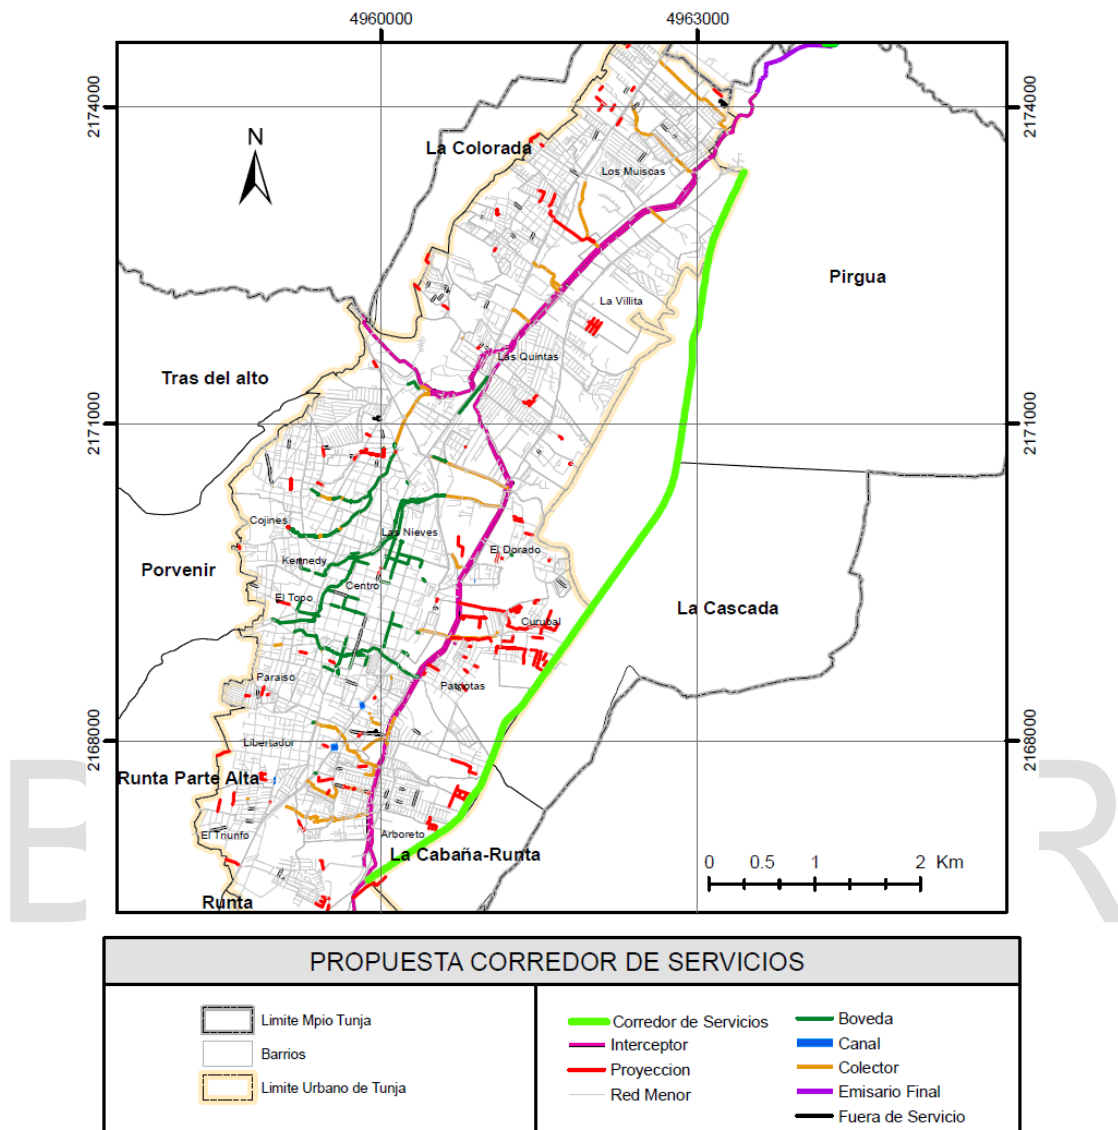 4960000 4963000
2174000 2174000
N
La Colorada
Los Muiscas
Pirgua
La Villita
Las Quintas
Tras del alto
2171000 2171000
Cojines
Las Nieves
El Dorado
Kennedy
Porvenir
Centro
El Topo
La Cascada
Curubal
Paraiso
Patriotas
2168000 2168000
Libertador
Runta Parte Alta
El Triunfo
Arboreto
La Cabaña-Runta
0 0.5 1 2 Km
Runta
B R
PROPUESTA CORREDOR DE SERVICIOS
Limite Mpio Tunja
Barrios
Limite Urbano de Tunja
Corredor de Servicios
Interceptor
Proyeccion
Red Menor
Boveda
Canal
Colector
Emisario Final
Fuera de Servicio